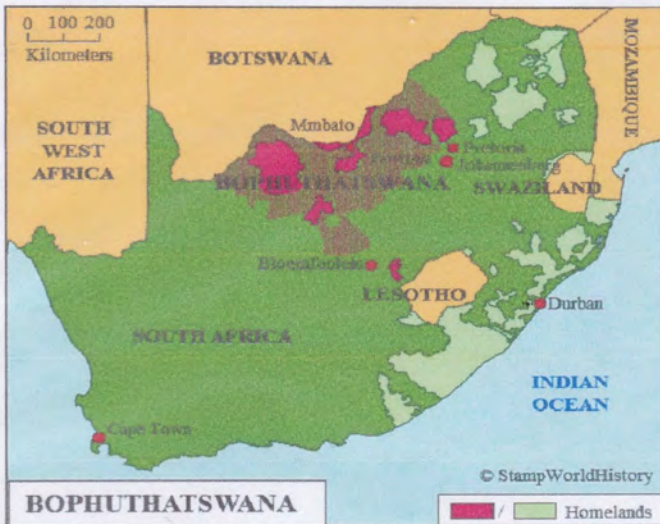 0 100 200
Kilometers
BOTSWANA
MOZAMBIQUE
SOUTH
WEST
AFRICA
Mmbato
Pretoria
Johannesburg
BOPHUTHATSWANA
SWAZILAND
Bloemfontein
LESOTHO
Durban
SOUTH AFRICA
INDIAN
OCEAN
Cape Town
© StampWorldHistory
BOPHUTHATSWANA
/ Homelands